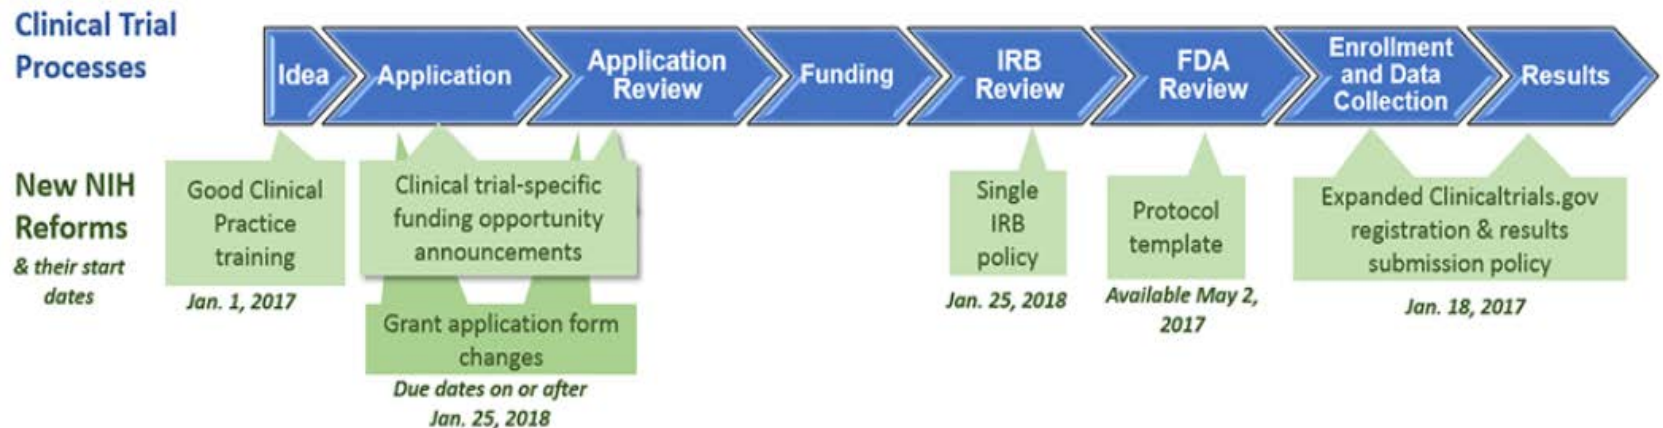 Clinical Trial
Processes
Idea
Application
Application
Review
Funding
IRB
Review
FDA
Review
Enrollment
and Data
Collection
Results
New NIH
Reforms
& their start
dates
Good Clinical
Practice
training
Jan. 1, 2017
Clinical trial-specific
funding opportunity
announcements
Grant application form
changes
Due dates on or after
Jan. 25, 2018
Single
IRB
policy
Jan. 25, 2018
Protocol
template
Available May 2,
2017
Expanded Clinicaltrials.gov
registration & results
submission policy
Jan. 18, 2017